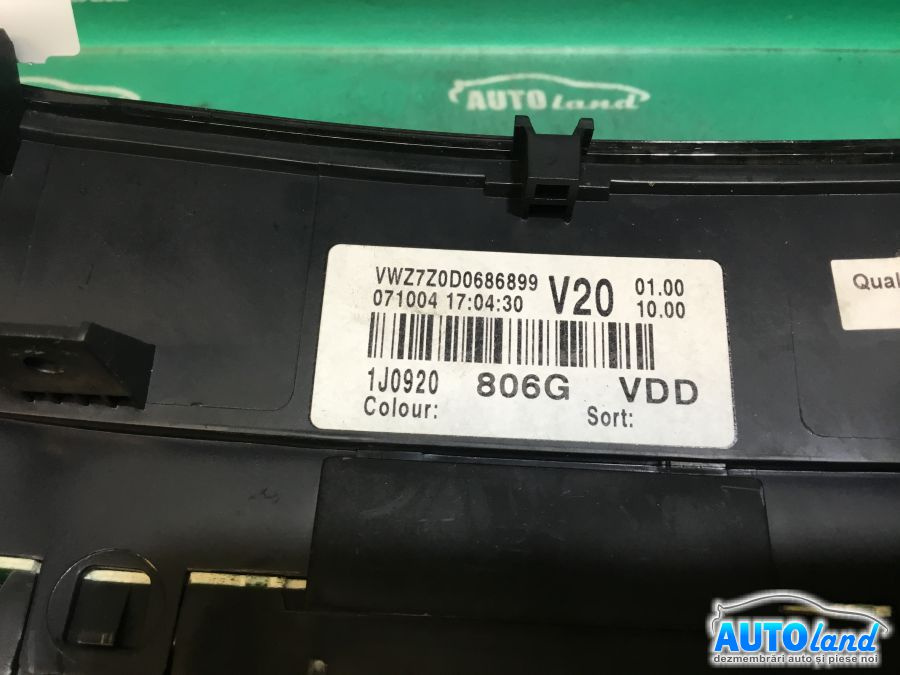 AUTOland
VWZ7Z0D0686899 V20 01.00
071004 17:04:30 10.00
1J0920 806G VDD
Colour: Sort:
Qual
AUTOland
dezmembrări auto și piese noi